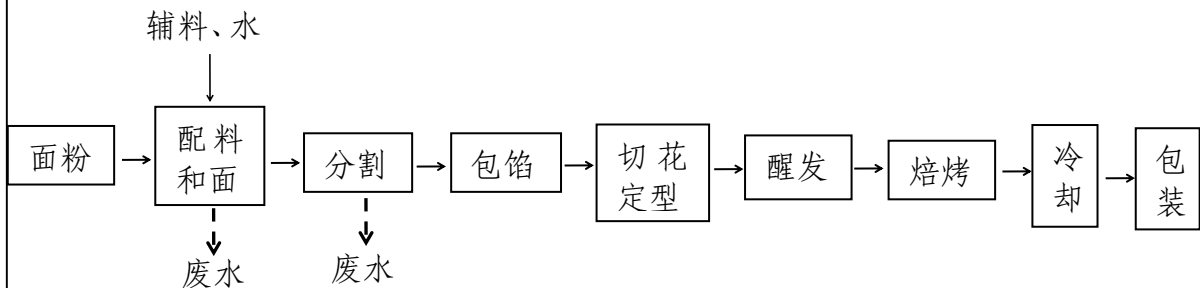 辅料、水
面粉
配料
和面
分割
包馅
切花
定型
醒发
焙烤
冷
却
包
装
废水
废水